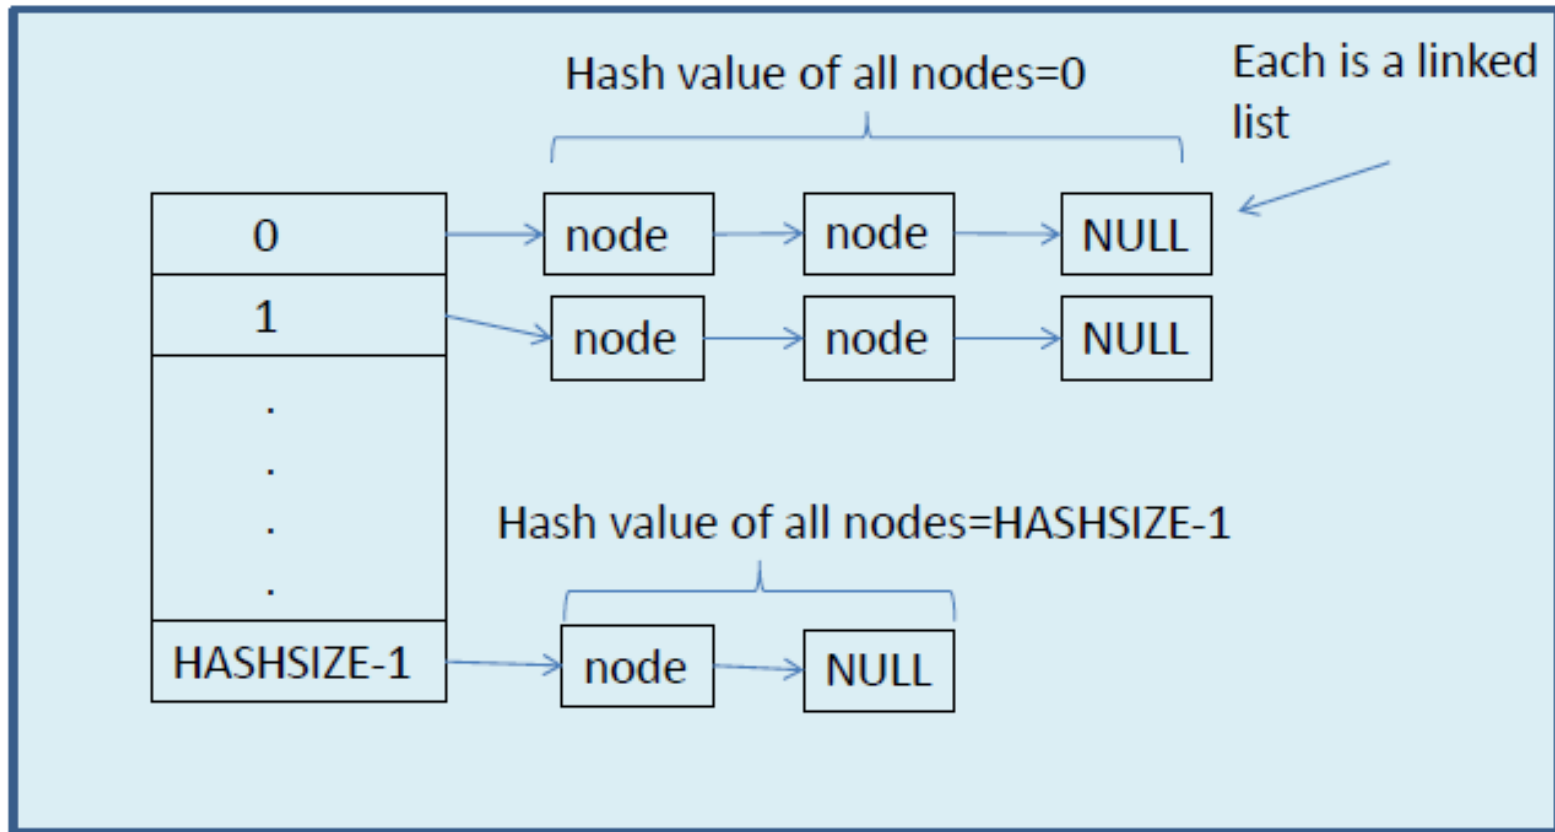 Hash value of all nodes=0
Each is a linked
list
0
node
node
NULL
1
node
node
NULL
.
.
.
.
Hash value of all nodes=HASHSIZE-1
HASHSIZE-1
node
NULL